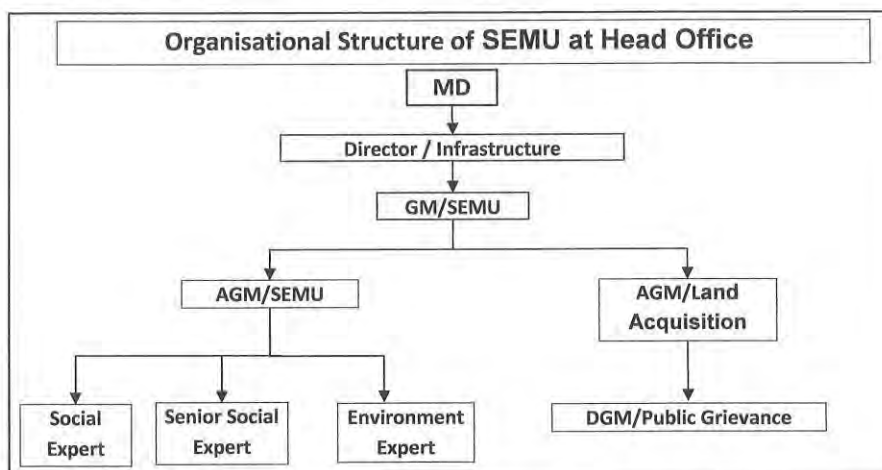 Organisational Structure of SEMU at Head Office
MD
Director / Infrastructure
GM/SEMU
AGM/SEMU
AGM/Land
Acquisition
Social
Expert
Senior Social
Expert
Environment
Expert
DGM/Public Grievance